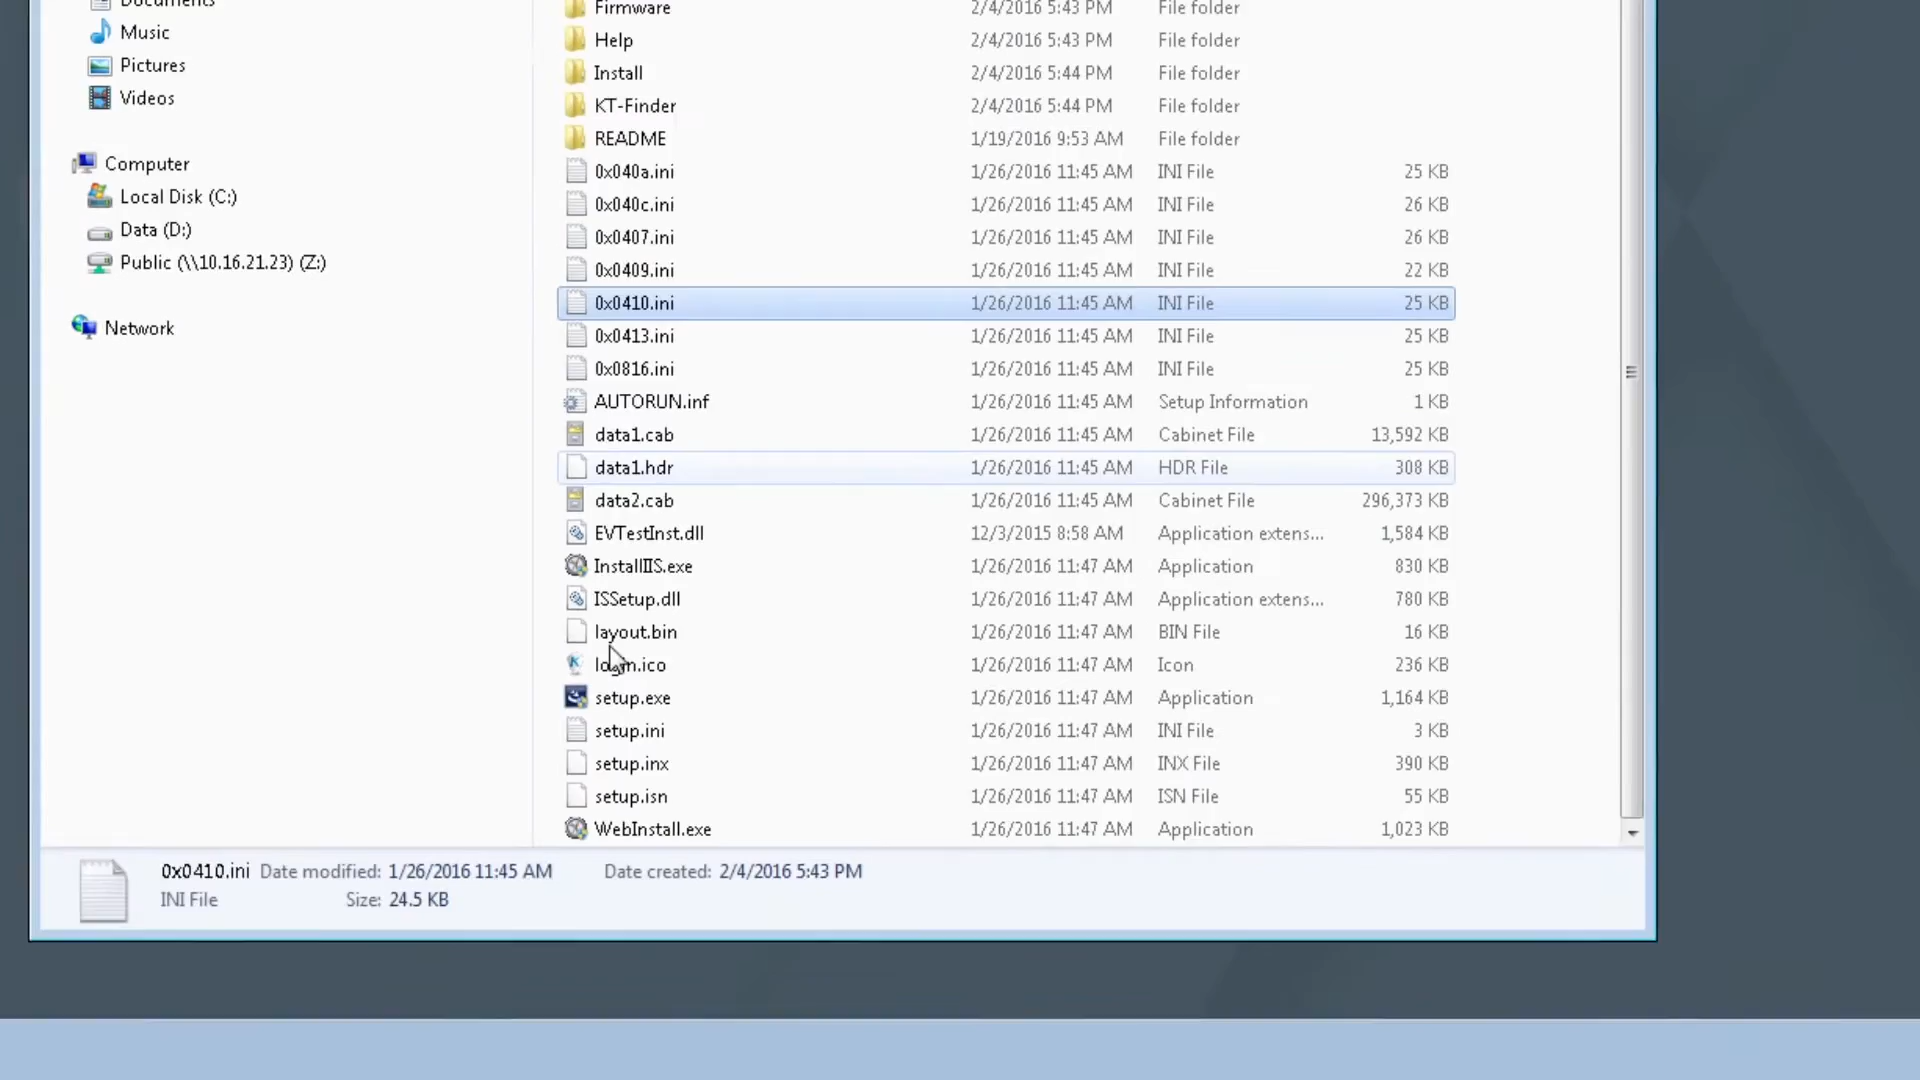 Documents
Music
Pictures
Videos
Computer
Local Disk (C:)
Data (D:)
Public (\\10.16.21.23) (Z:)
Network
Firmware 2/4/2016 5:43 PM File folder
Help 2/4/2016 5:43 PM File folder
Install 2/4/2016 5:44 PM File folder
KT-Finder 2/4/2016 5:44 PM File folder
README 1/19/2016 9:53 AM File folder
0x040a.ini 1/26/2016 11:45 AM INI File 25 KB
0x040c.ini 1/26/2016 11:45 AM INI File 26 KB
0x0407.ini 1/26/2016 11:45 AM INI File 26 KB
0x0409.ini 1/26/2016 11:45 AM INI File 22 KB
0x0410.ini 1/26/2016 11:45 AM INI File 25 KB
0x0413.ini 1/26/2016 11:45 AM INI File 25 KB
0x0816.ini 1/26/2016 11:45 AM INI File 25 KB
AUTORUN.inf 1/26/2016 11:45 AM Setup Information 1 KB
data1.cab 1/26/2016 11:45 AM Cabinet File 13,592 KB
data1.hdr 1/26/2016 11:45 AM HDR File 308 KB
data2.cab 1/26/2016 11:45 AM Cabinet File 296,373 KB
EVTestInst.dll 12/3/2015 8:58 AM Application extens... 1,584 KB
InstallIIS.exe 1/26/2016 11:47 AM Application 830 KB
ISSetup.dll 1/26/2016 11:47 AM Application extens... 780 KB
layout.bin 1/26/2016 11:47 AM BIN File 16 KB
1/26/2016 11:47 AM Icon 236 KB
setup.exe 1/26/2016 11:47 AM Application 1,164 KB
setup.ini 1/26/2016 11:47 AM INI File 3 KB
setup.inx 1/26/2016 11:47 AM INX File 390 KB
setup.isn 1/26/2016 11:47 AM ISN File 55 KB
WebInstall.exe 1/26/2016 11:47 AM Application 1,023 KB
0x0410.ini Date modified: 1/26/2016 11:45 AM Date created: 2/4/2016 5:43 PM
INI File Size: 24.5 KB